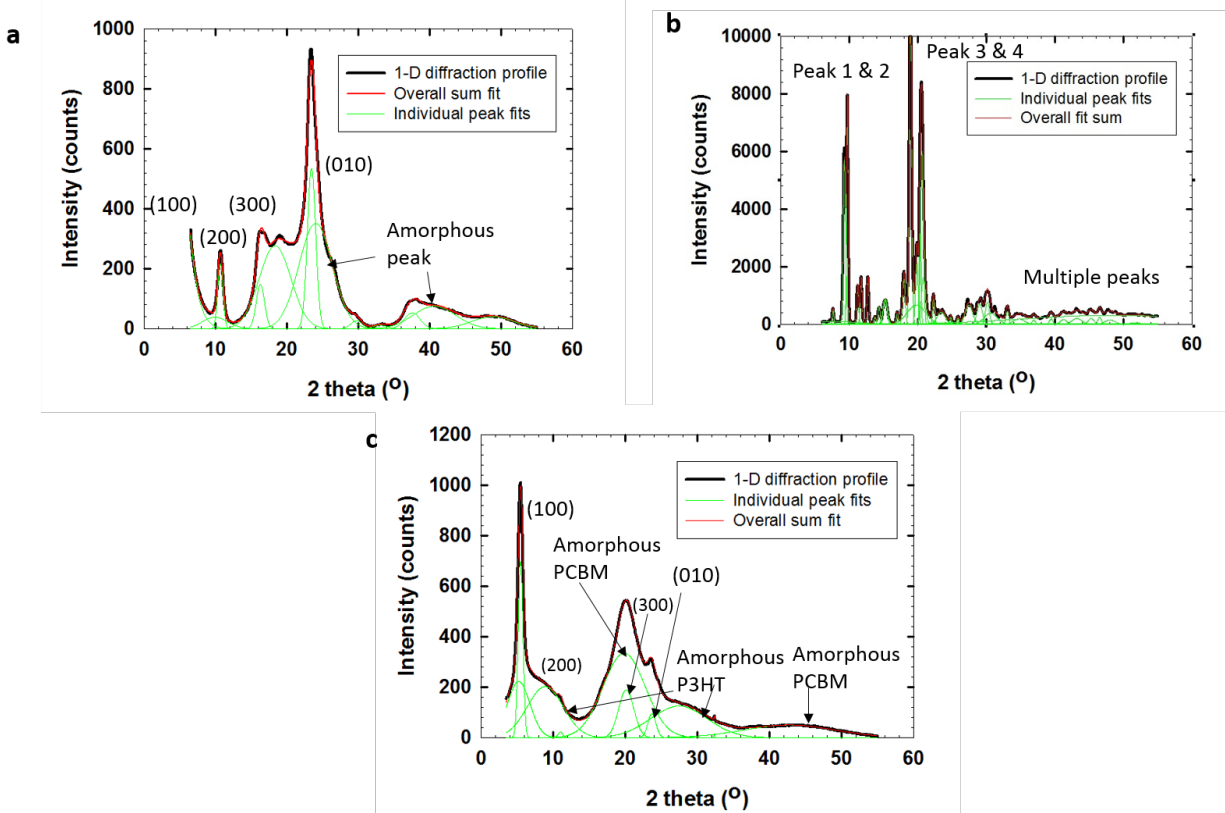 a
1000
800
600
400
200
0
Intensity (counts)
1-D diffraction profile
Overall sum fit
Individual peak fits
(100)
(200)
(300)
(010)
Amorphous
peak
0 10 20 30 40 50 60
2 theta (O)
b
10000
8000
6000
4000
2000
0
Intensity (counts)
Peak 1 & 2
Peak 3 & 4
1-D diffraction profile
Individual peak fits
Overall fit sum
Multiple peaks
0 10 20 30 40 50 60
2 theta (O)
c
1200
1000
800
600
400
200
0
Intensity (counts)
1-D diffraction profile
Individual peak fits
Overall sum fit
(100)
Amorphous
PCBM
(200)
(300)
(010)
Amorphous
P3HT
Amorphous
PCBM
0 10 20 30 40 50 60
2 theta (O)